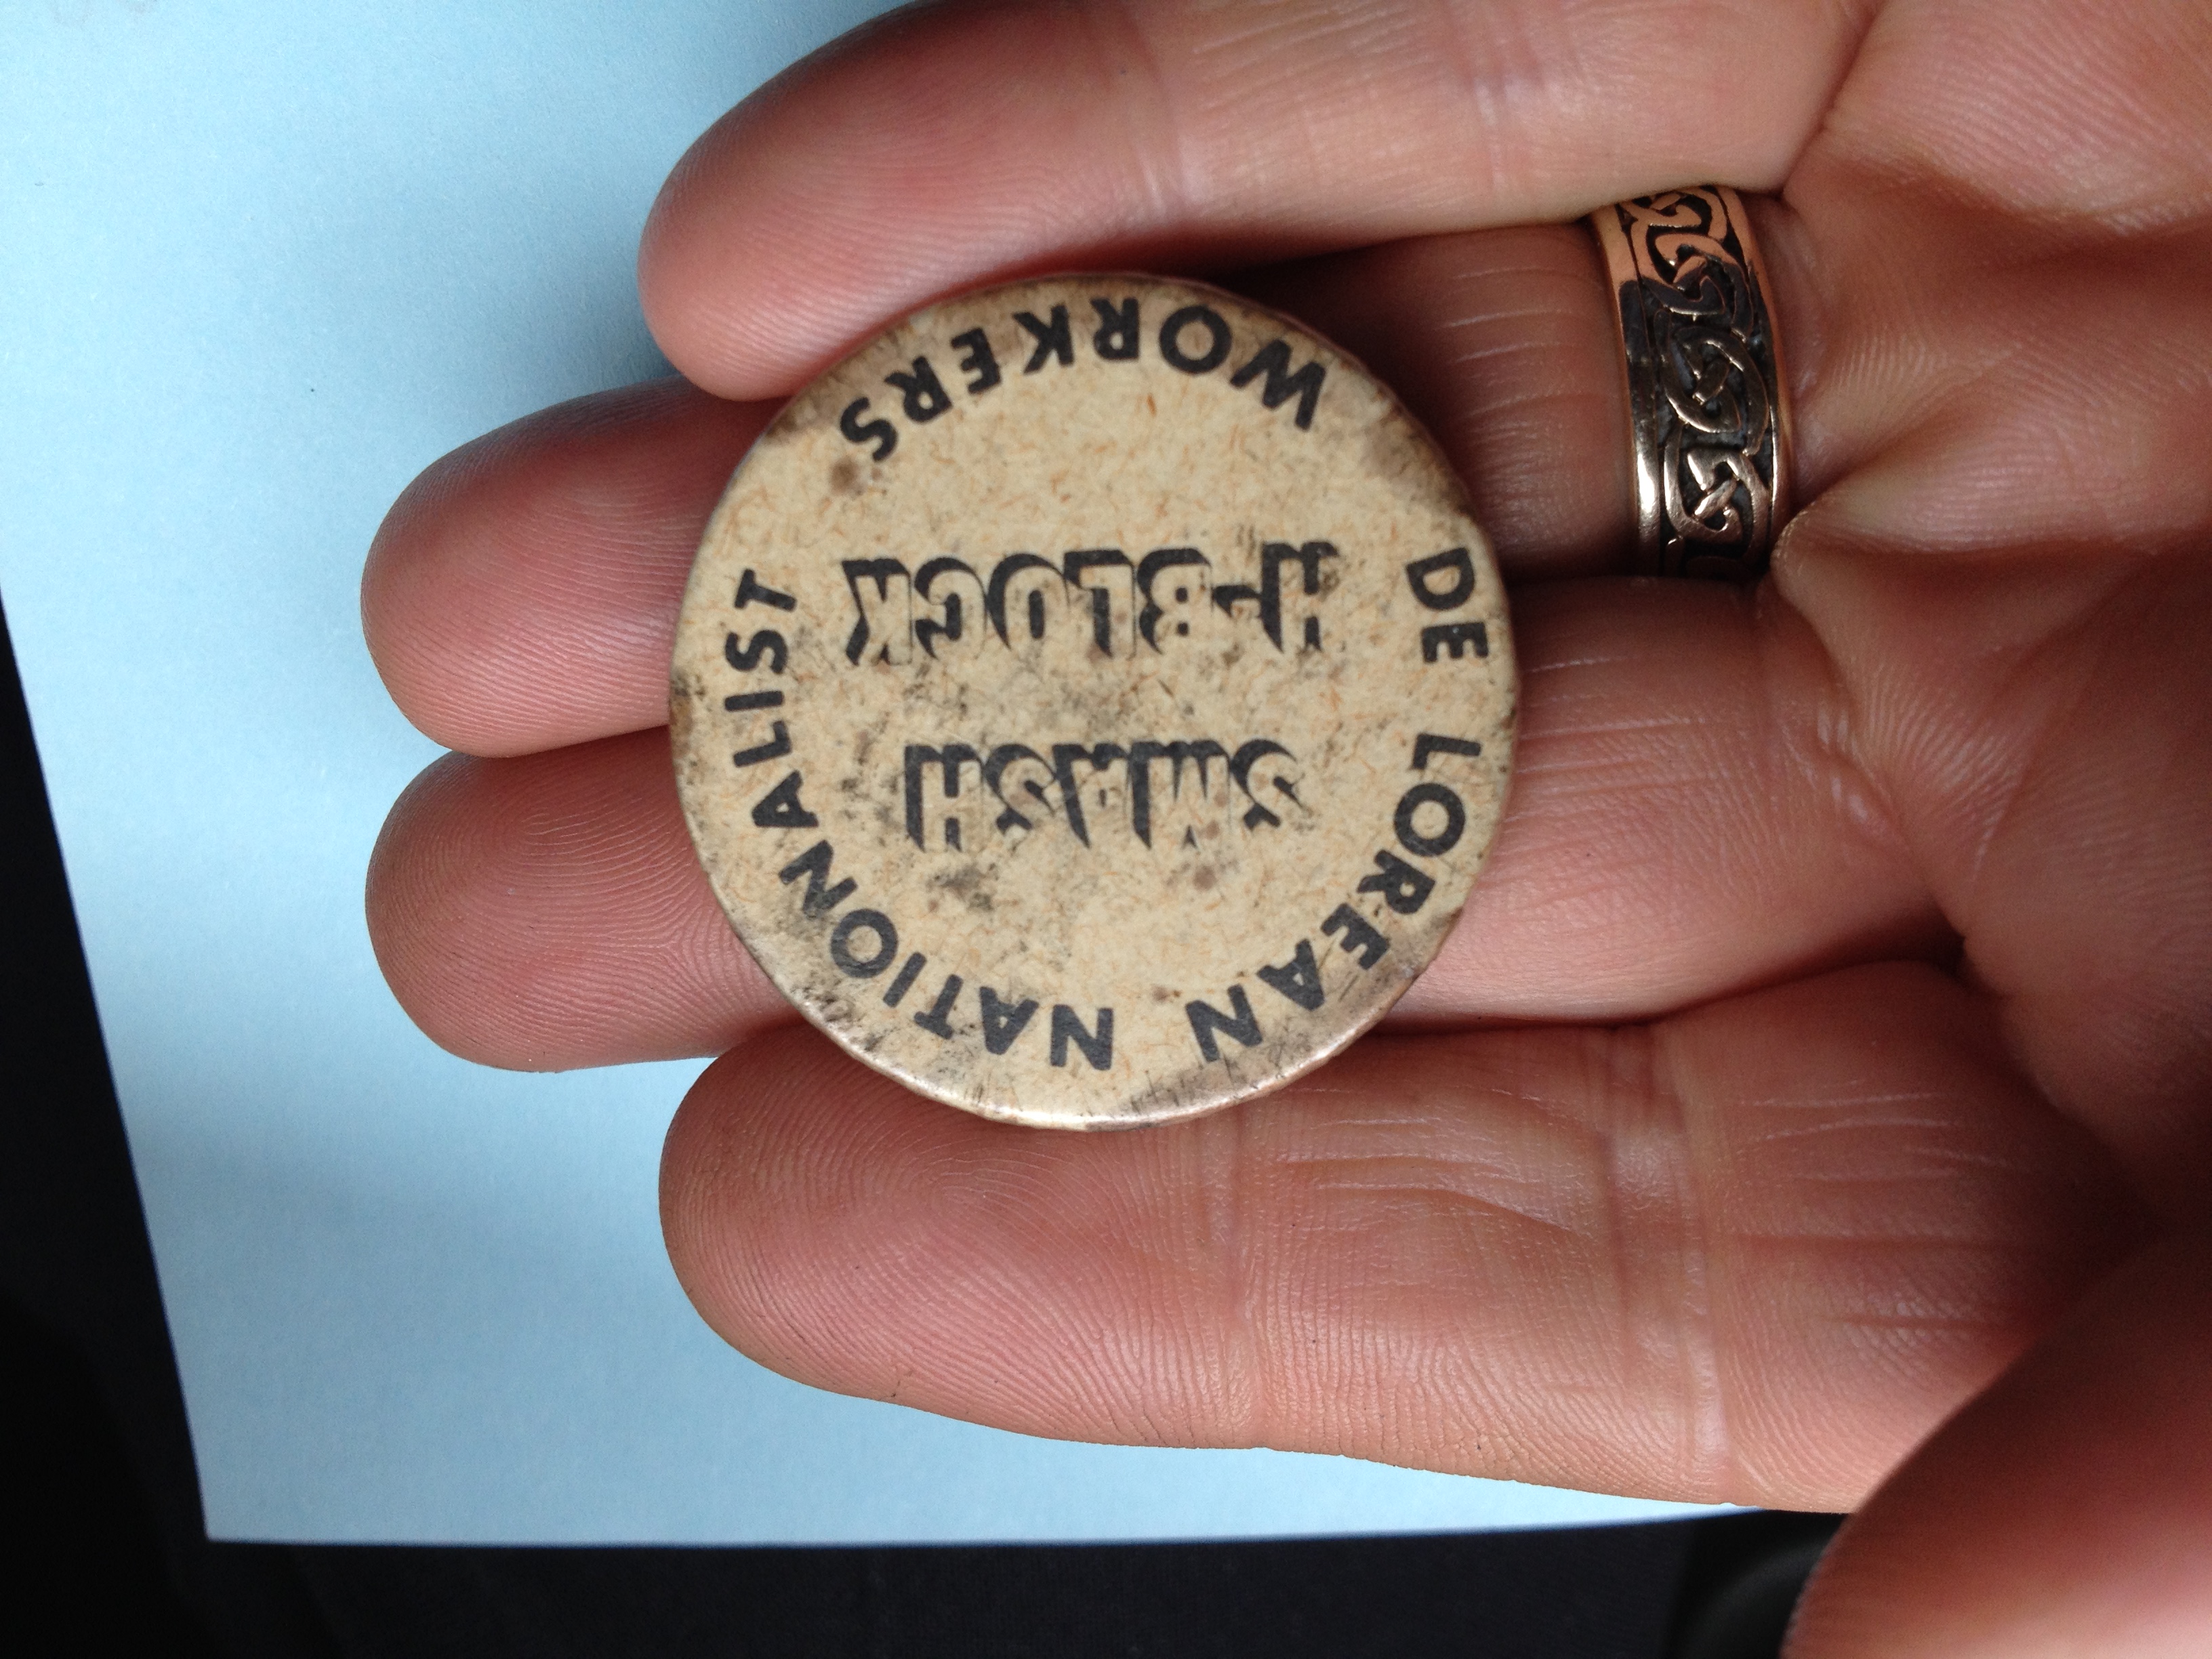 DE LOREAN NATIONALIST
SMASH
H-BLOCK
WORKERS